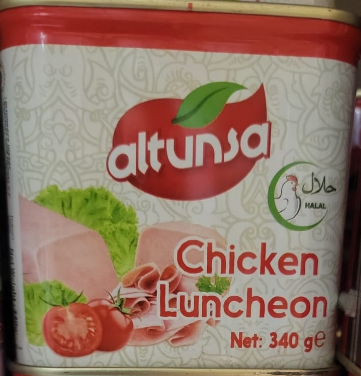 altunsa
حلال
HALAL
Chicken
Luncheon
Net: 340 g℮